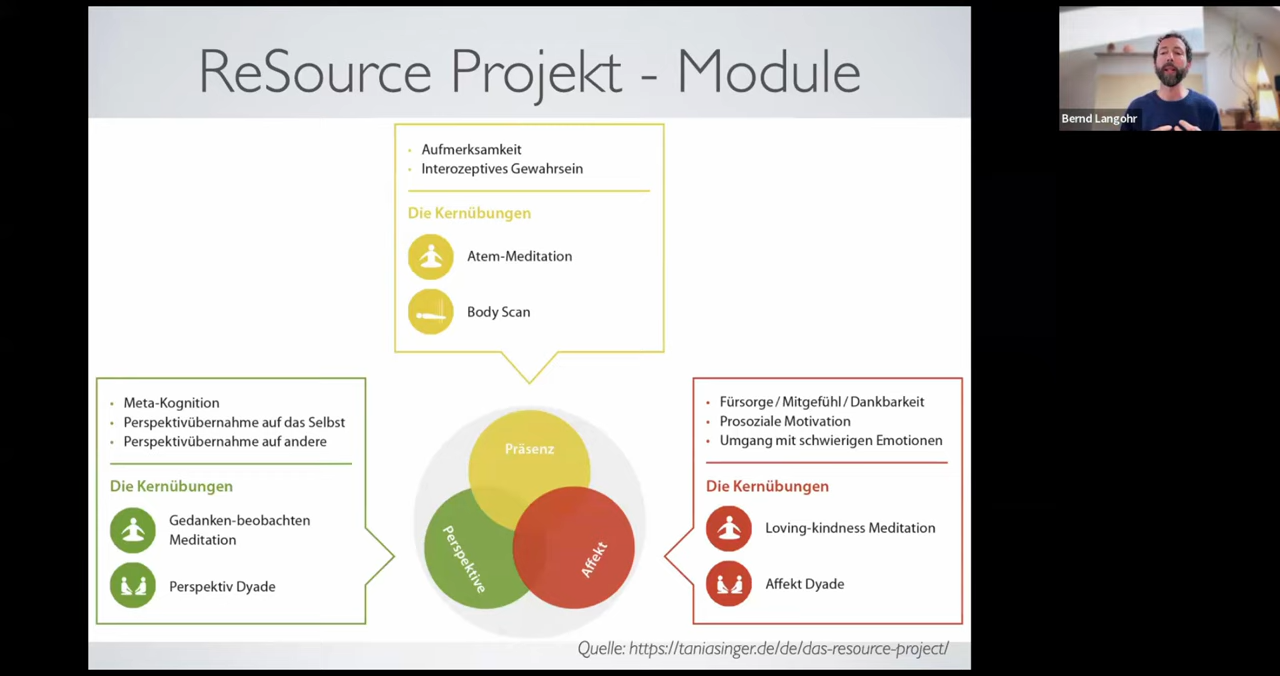 ReSource Projekt - Module
Bernd Langohr
• Aufmerksamkeit
• Interozeptives Gewahrsein
Die Kernübungen
Atem-Meditation
Body Scan
• Meta-Kognition
• Perspektivübernahme auf das Selbst
• Perspektivübernahme auf andere
Die Kernübungen
Gedanken-beobachten
Meditation
Perspektiv Dyade
Präsenz
Perspektive
Affekt
• Fürsorge / Mitgefühl / Dankbarkeit
• Prosoziale Motivation
• Umgang mit schwierigen Emotionen
Die Kernübungen
Loving-kindness Meditation
Affekt Dyade
Quelle: https://taniasinger.de/de/das-resource-project/